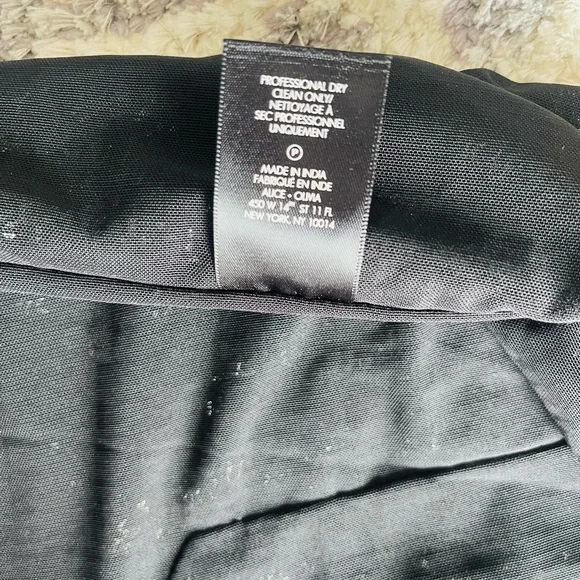 PROFESSIONAL DRY
CLEAN ONLY/
NETTOYAGE À
SEC PROFESSIONNEL
UNIQUEMENT
P
MADE IN INDIA
FABRIQUÉ EN INDE
ALICE + OLIVIA
450 W 14TH ST 11 FL
NEW YORK, NY 10014